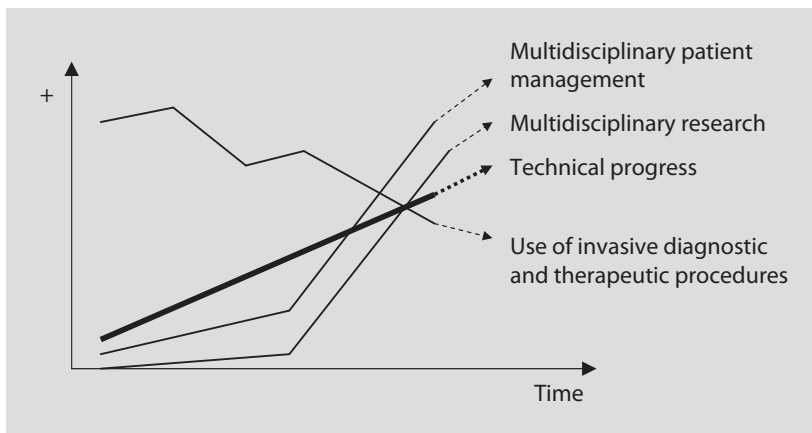 Multidisciplinary patient
management
+
Multidisciplinary research
Technical progress
Use of invasive diagnostic
and therapeutic procedures
Time